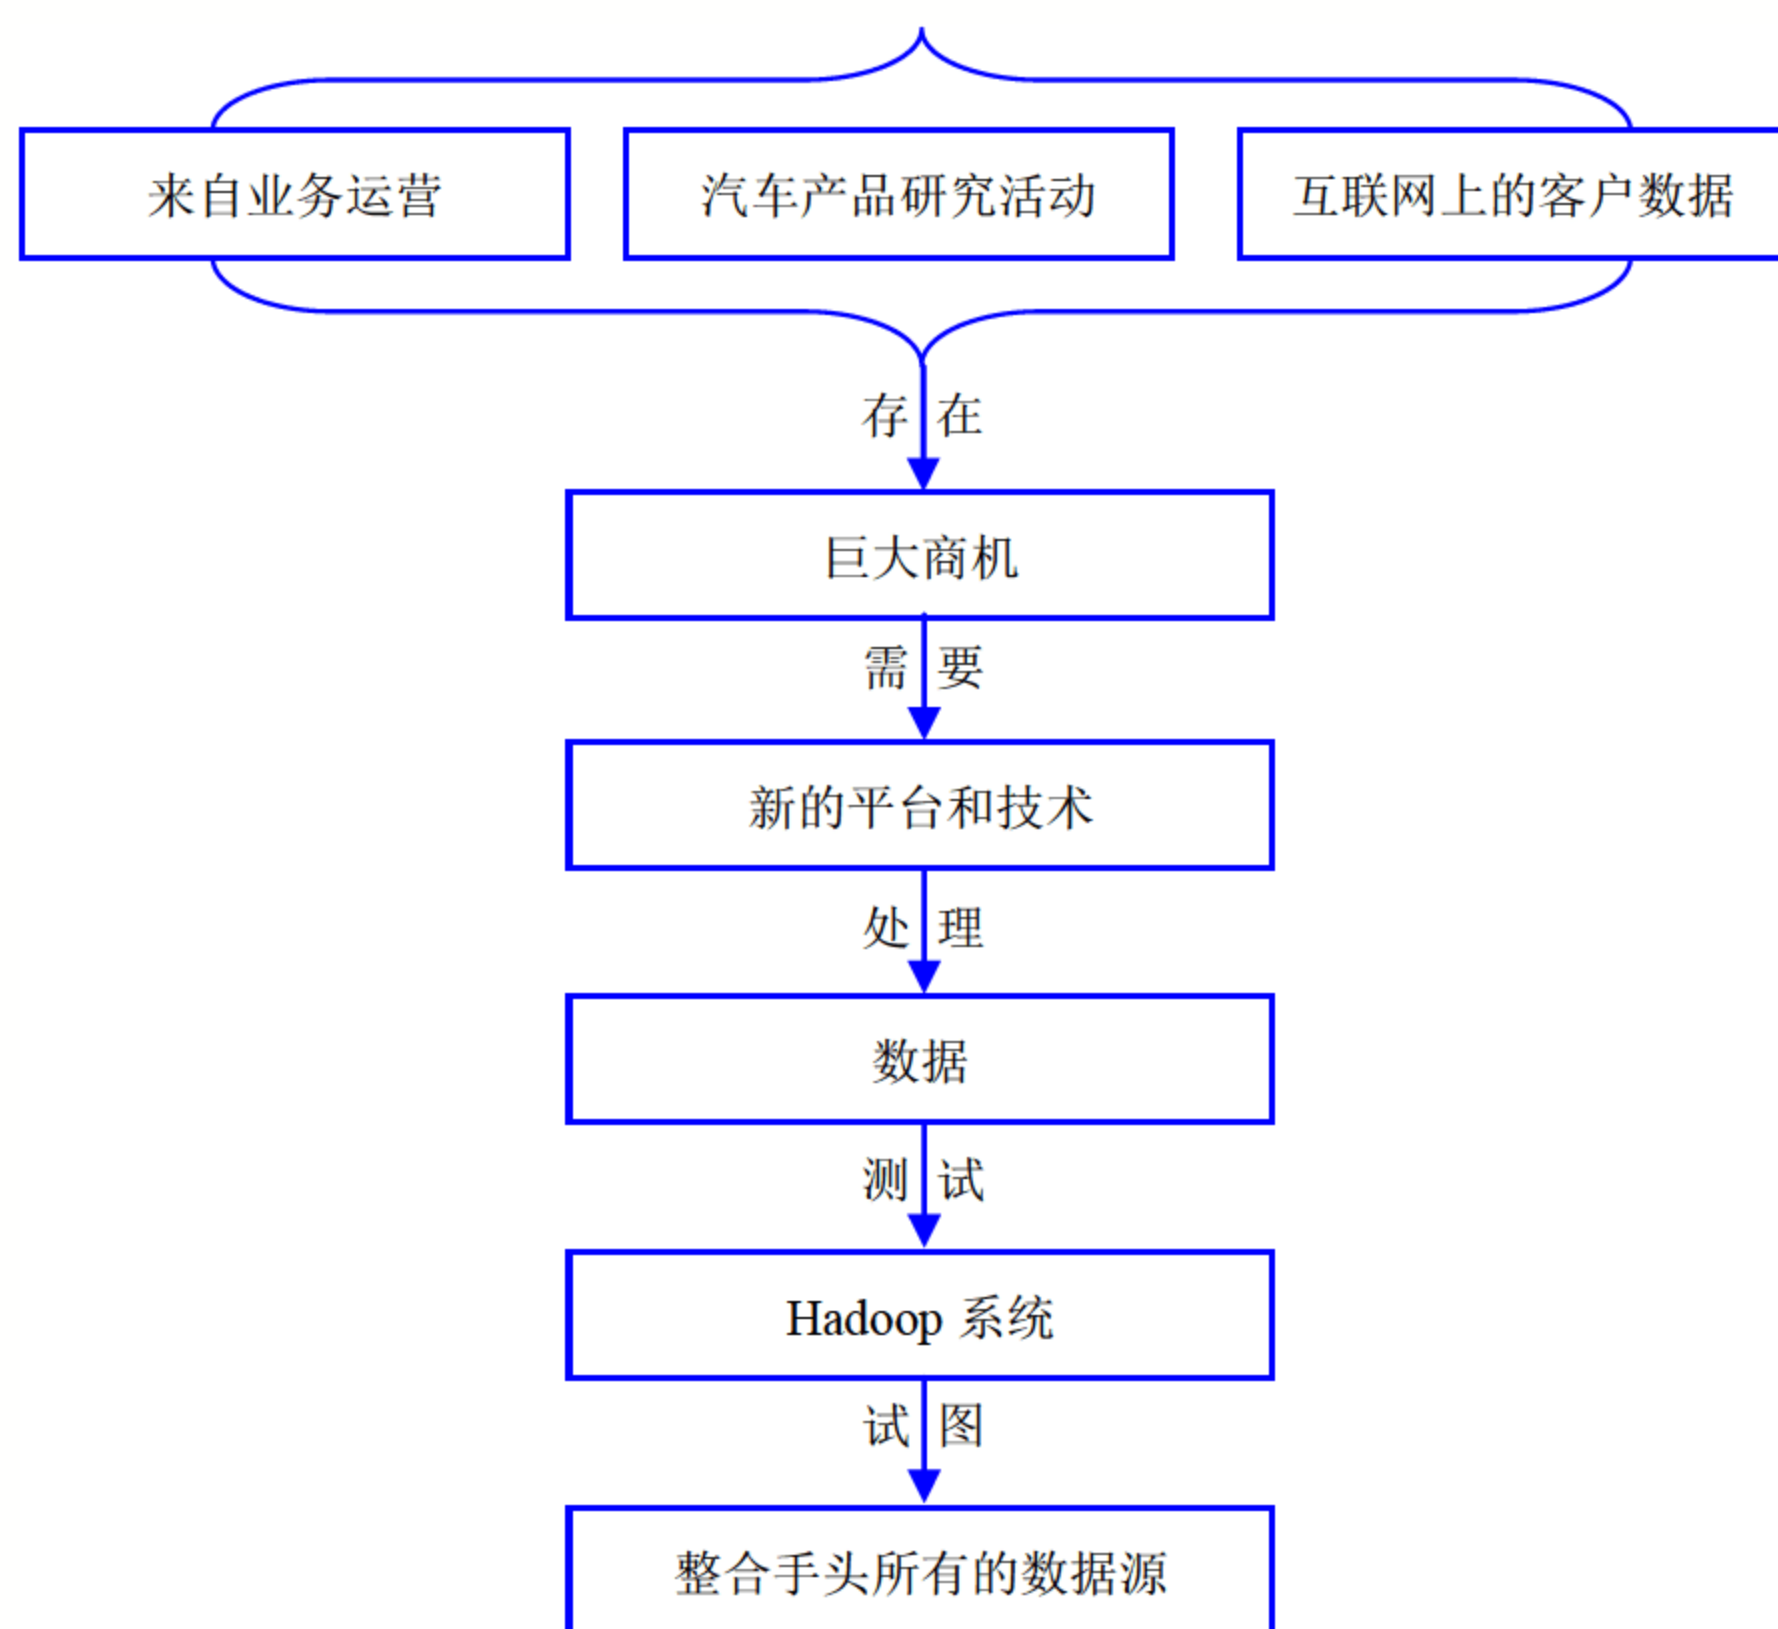 来自业务运营
汽车产品研究活动
互联网上的客户数据
存在
巨大商机
需要
新的平台和技术
处理
数据
测试
Hadoop 系统
试图
整合手头所有的数据源